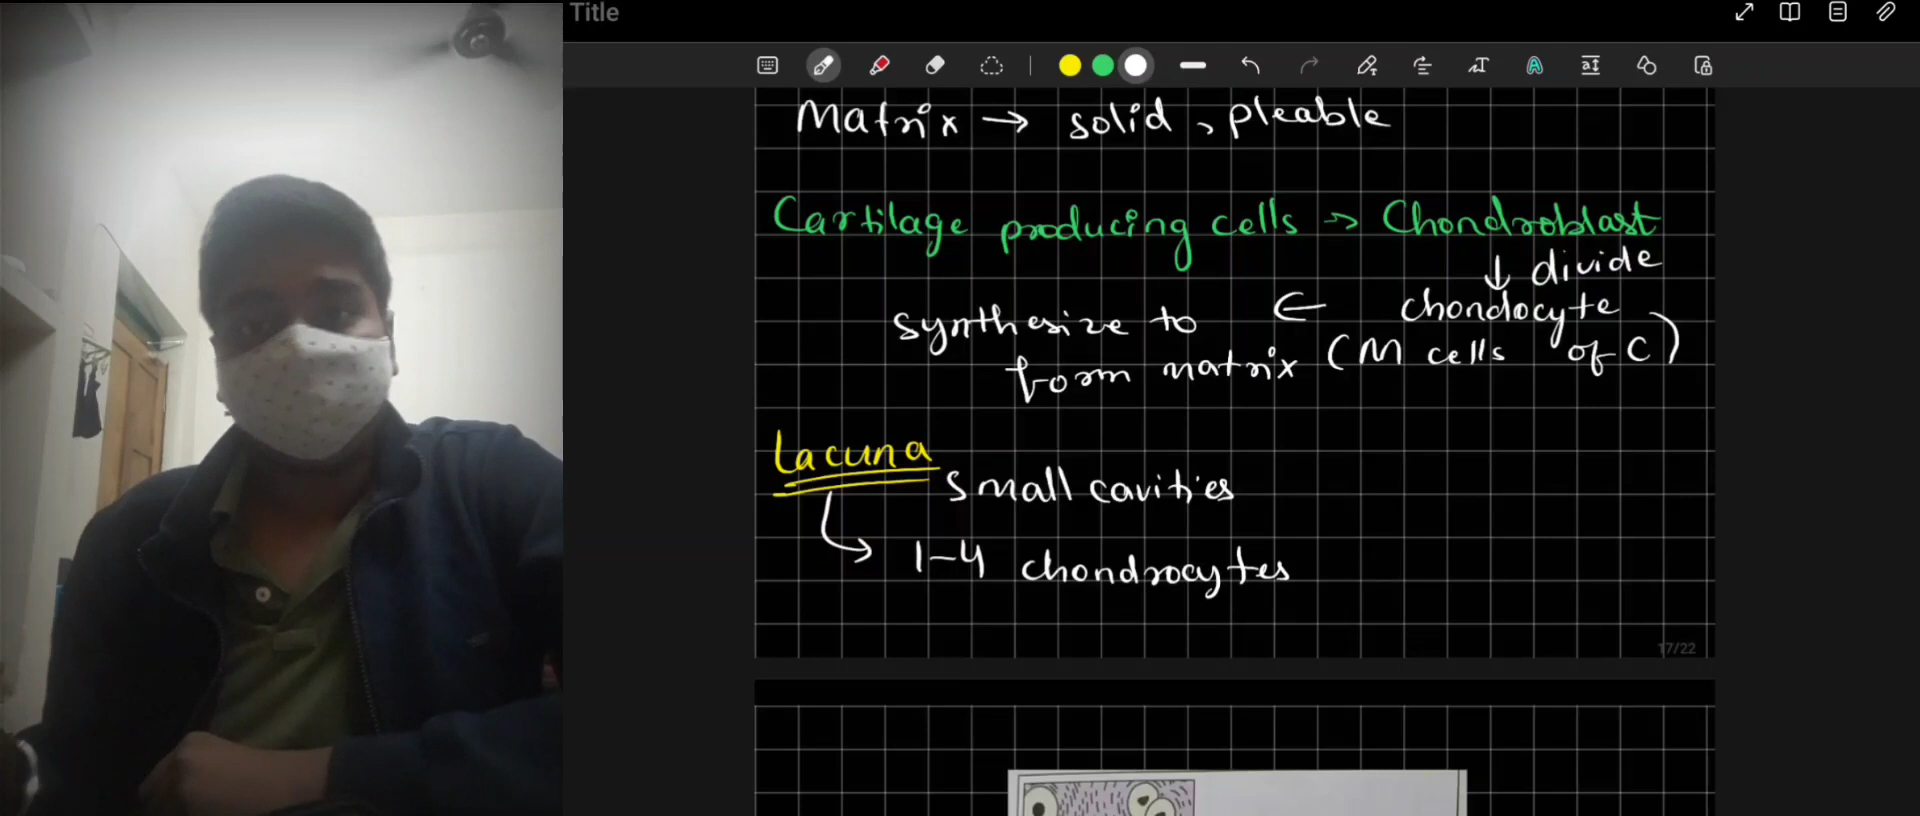 Title
Matrix → solid, pleable
Cartilage producing cells → Chondroblast
↓ divide
synthesize to ← chondocyte
form matrix (M cells of C)
Lacuna small cavities
↳ 1-4 chondrocytes
17/22